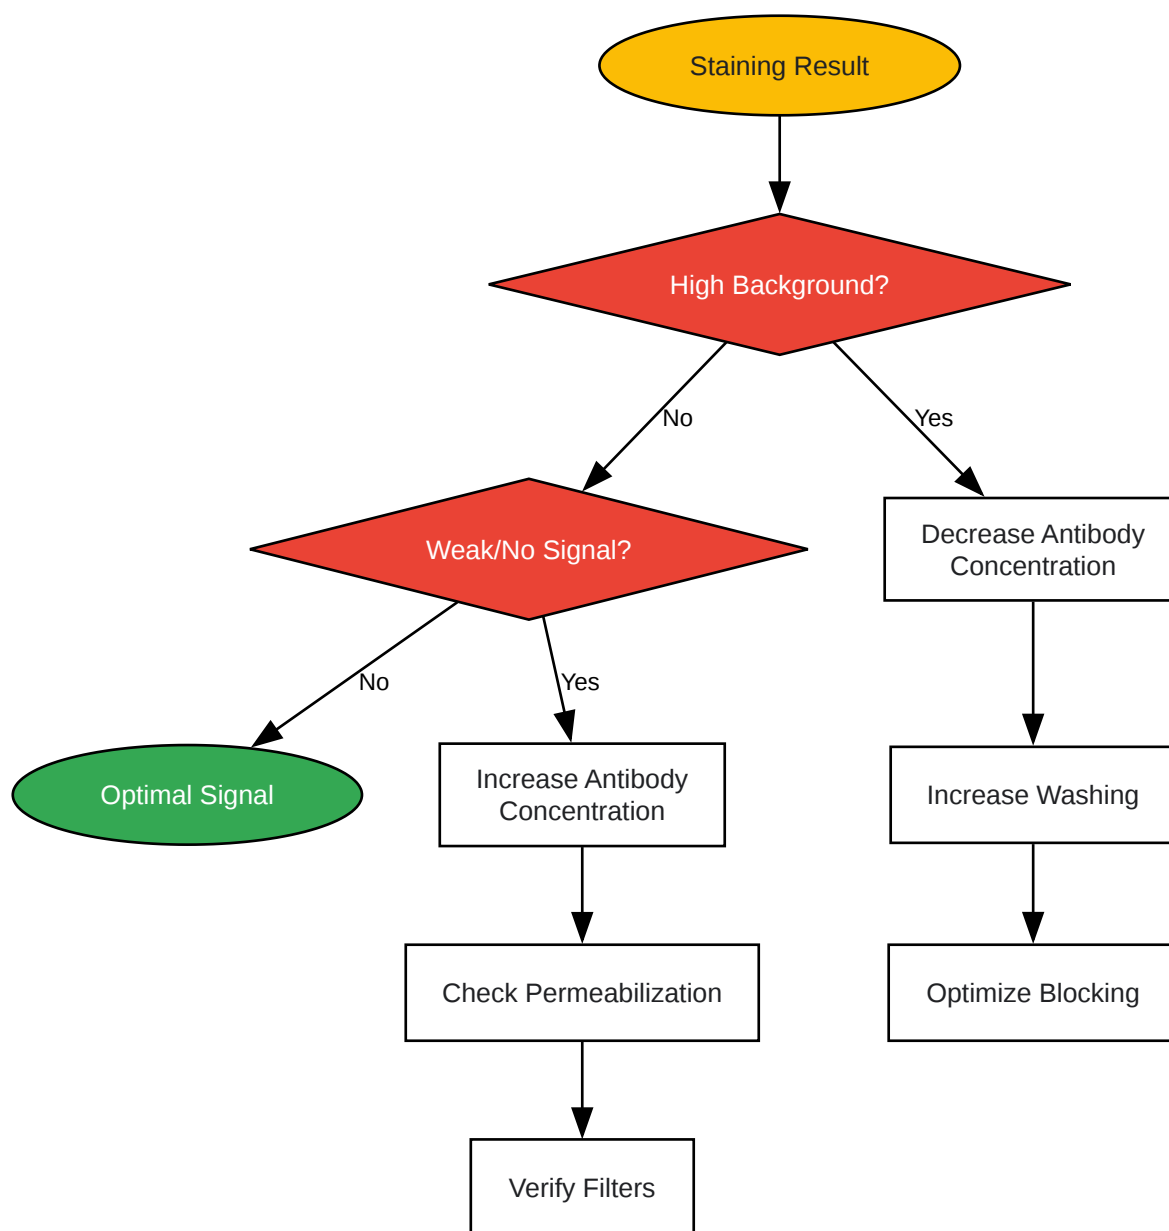 Staining Result
High Background?
No
Yes
Weak/No Signal?
Decrease Antibody
Concentration
No
Yes
Optimal Signal
Increase Antibody
Concentration
Increase Washing
Check Permeabilization
Optimize Blocking
Verify Filters